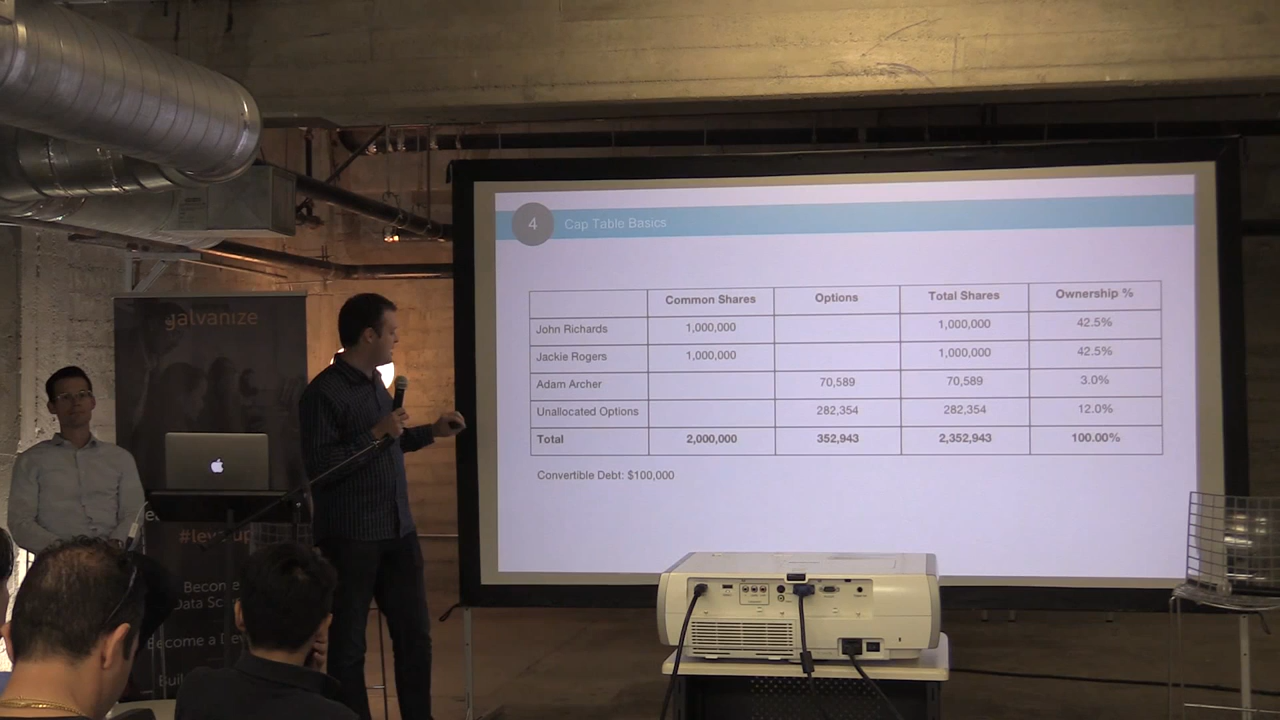 galvanize
#levelup
Become
Data Sc
Become a De
Buil
4 Cap Table Basics
Common Shares Options Total Shares Ownership %
John Richards 1,000,000 1,000,000 42.5%
Jackie Rogers 1,000,000 1,000,000 42.5%
Adam Archer 70,589 70,589 3.0%
Unallocated Options 282,354 282,354 12.0%
Total 2,000,000 352,943 2,352,943 100.00%
Convertible Debt: $100,000